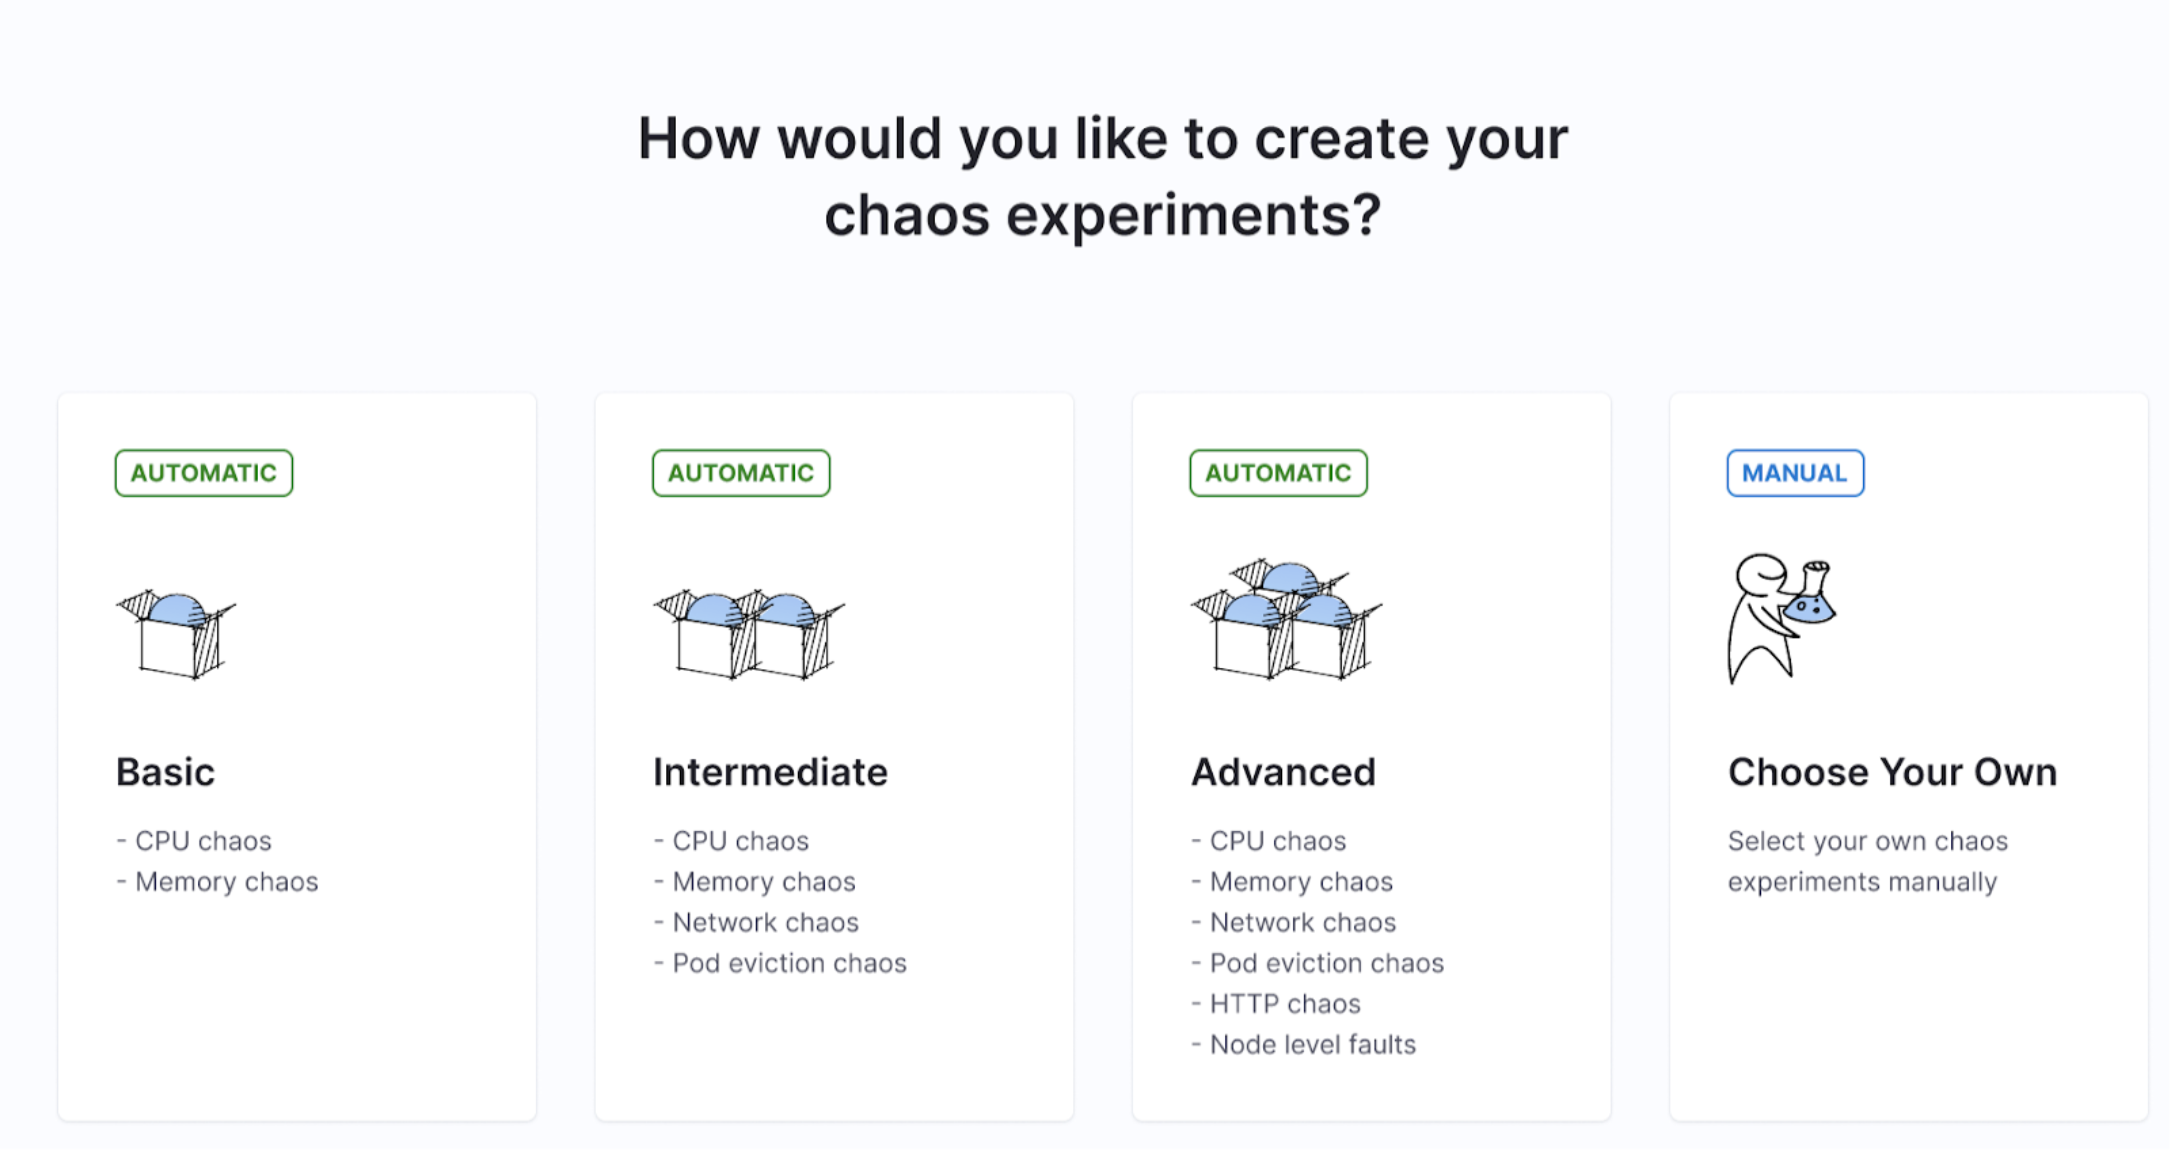 How would you like to create your
chaos experiments?
AUTOMATIC
Basic
- CPU chaos
- Memory chaos
AUTOMATIC
Intermediate
- CPU chaos
- Memory chaos
- Network chaos
- Pod eviction chaos
AUTOMATIC
Advanced
- CPU chaos
- Memory chaos
- Network chaos
- Pod eviction chaos
- HTTP chaos
- Node level faults
MANUAL
Choose Your Own
Select your own chaos
experiments manually